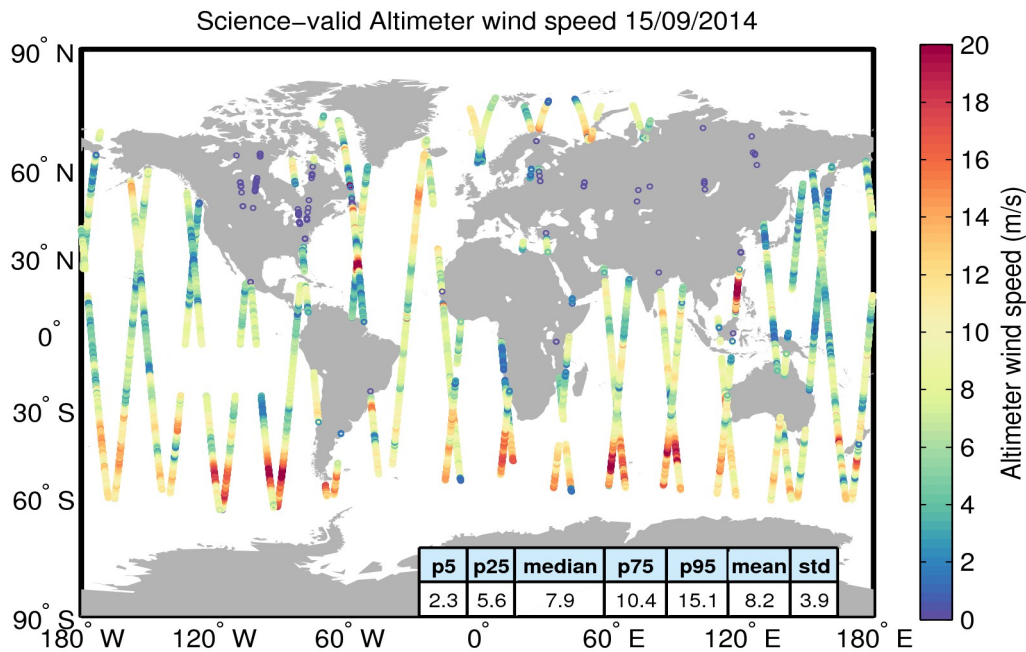 Science−valid Altimeter wind speed 15/09/2014
90° N
60° N
30° N
0°
30° S
60° S
90° S
180° W
120° W
60° W
0°
60° E
120° E
180° E
p5 p25 median p75 p95 mean std
2.3 5.6 7.9 10.4 15.1 8.2 3.9
20
18
16
14
12
10
8
6
4
2
0
Altimeter wind speed (m/s)